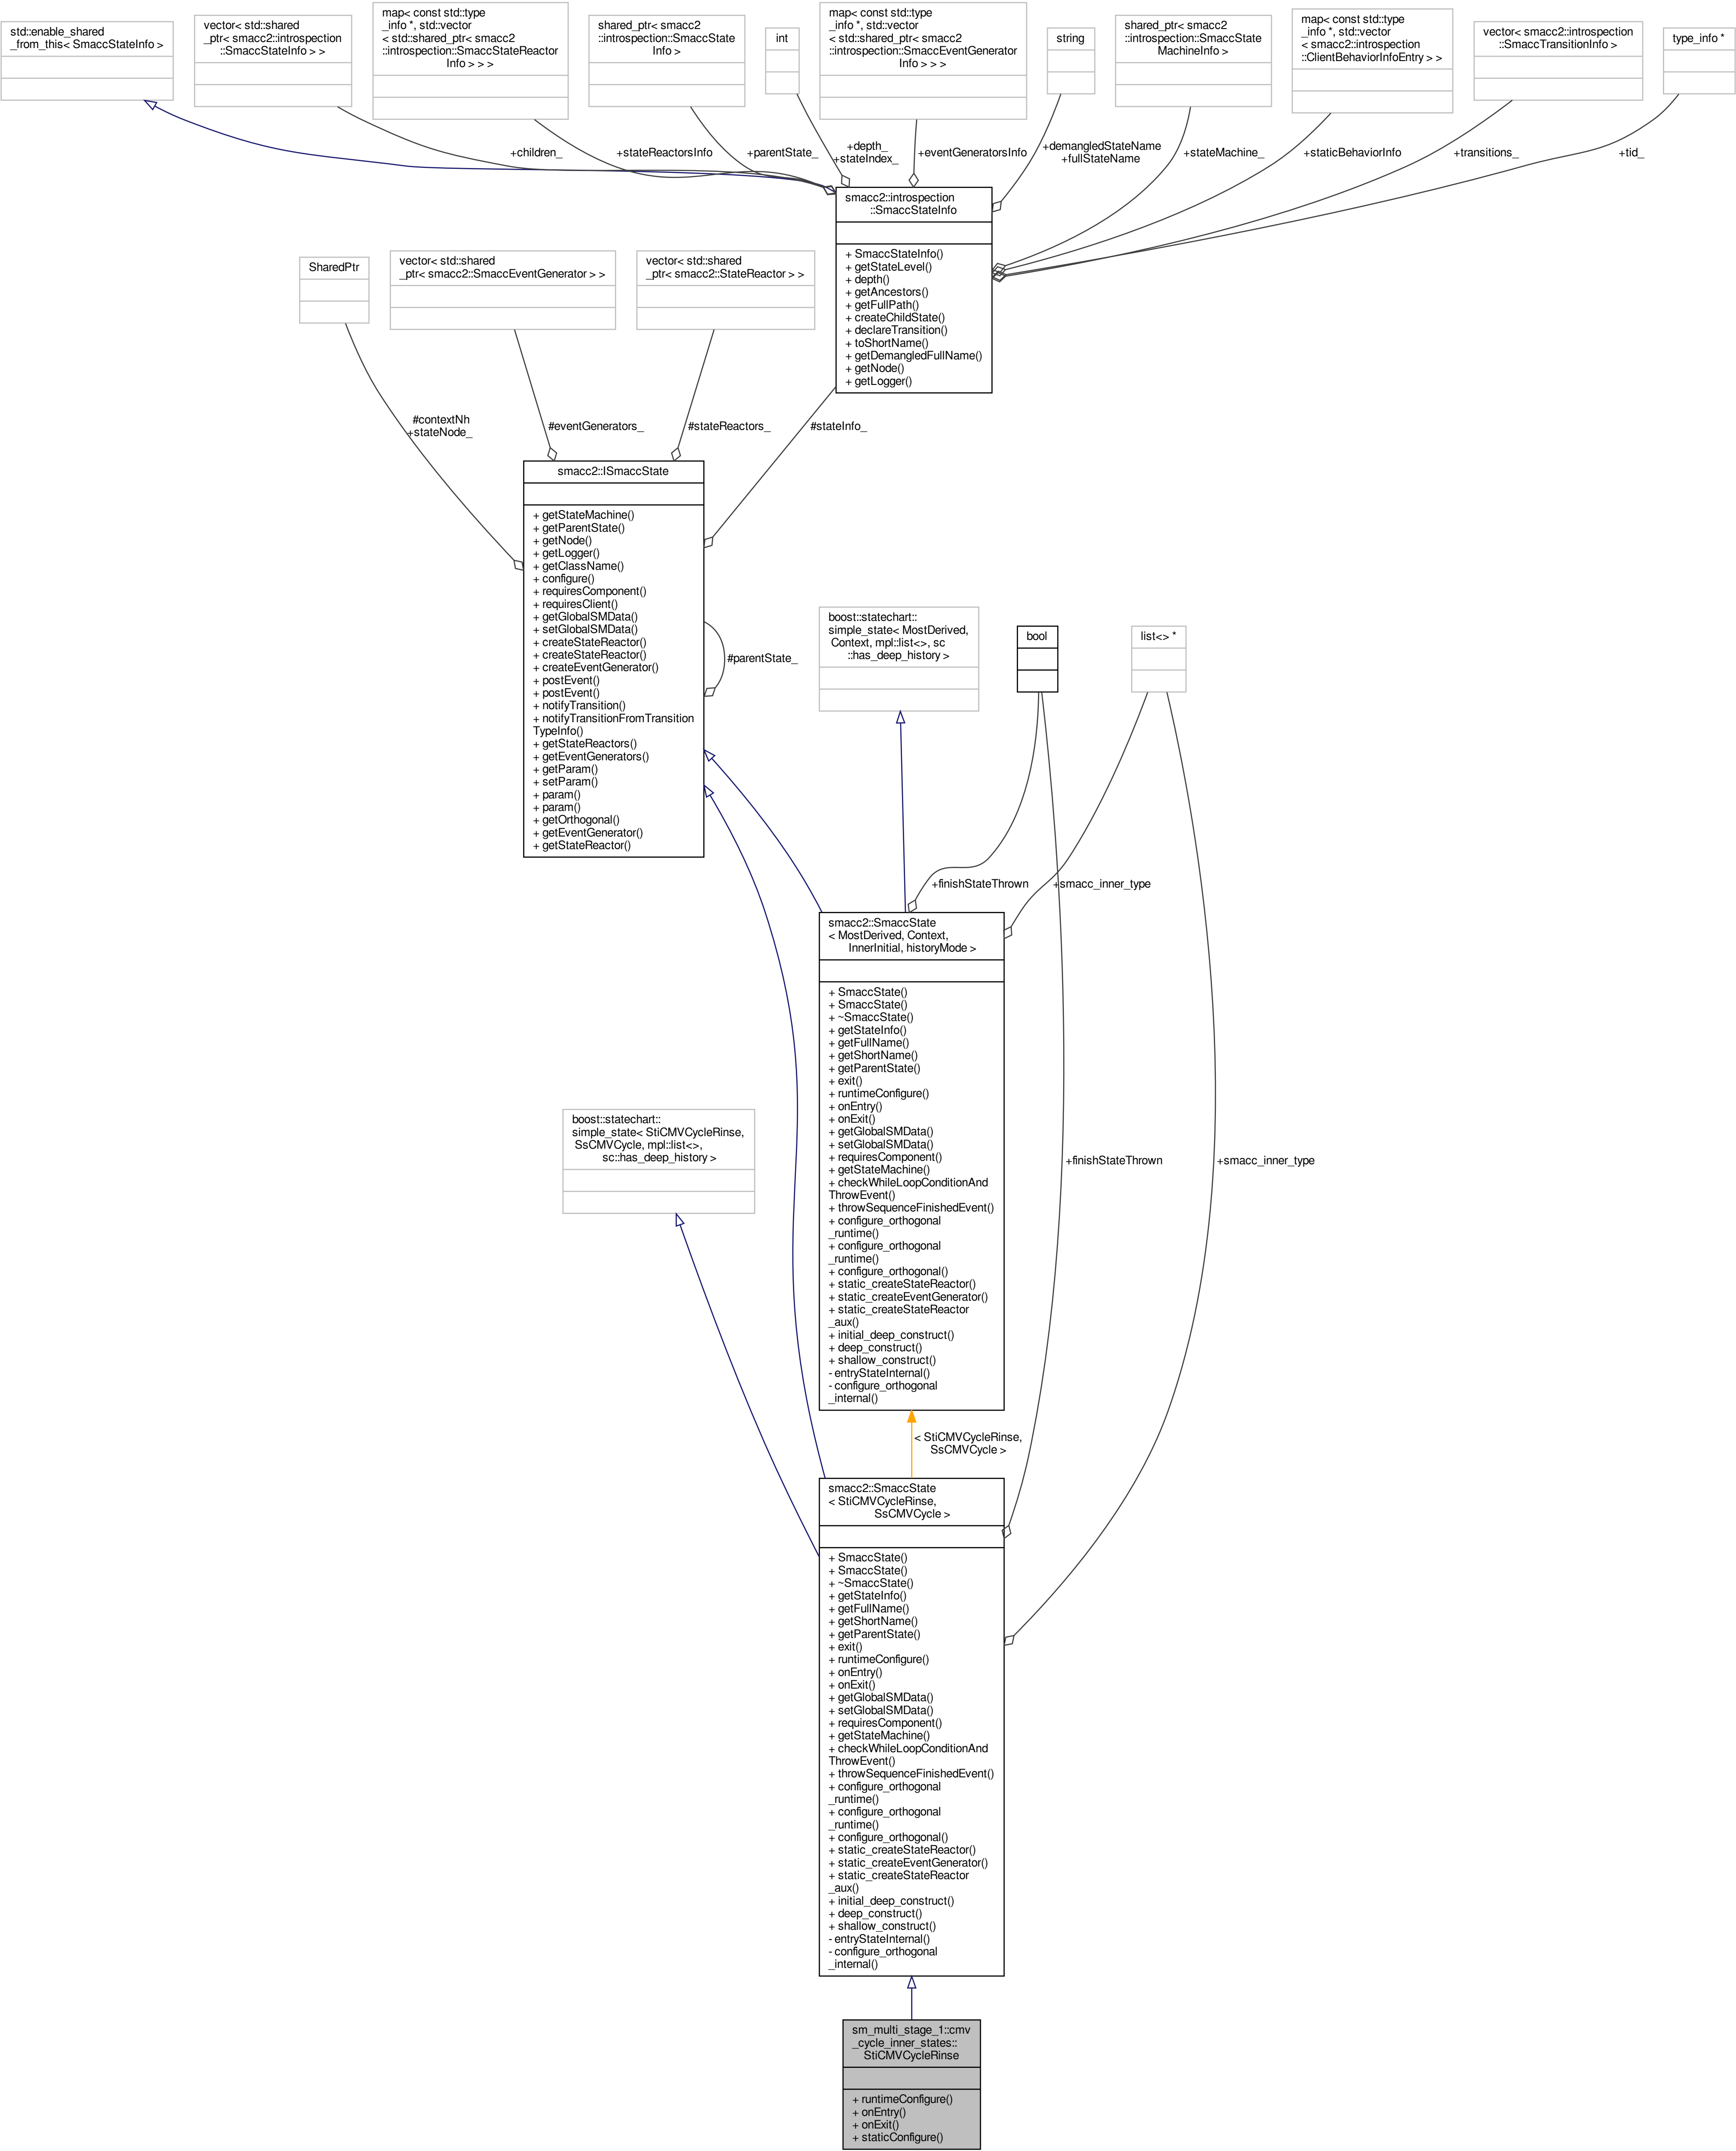 std::enable_shared
_from_this< SmaccStateInfo >
vector< std::shared
_ptr< smacc2::introspection
::SmaccStateInfo > >
map< const std::type
_info *, std::vector
< std::shared_ptr< smacc2
::introspection::SmaccStateReactor
Info > > >
shared_ptr< smacc2
::introspection::SmaccState
Info >
int
map< const std::type
_info *, std::vector
< std::shared_ptr< smacc2
::introspection::SmaccEventGenerator
Info > > >
string
shared_ptr< smacc2
::introspection::SmaccState
MachineInfo >
map< const std::type
_info *, std::vector
< smacc2::introspection
::ClientBehaviorInfoEntry > >
vector< smacc2::introspection
::SmaccTransitionInfo >
type_info *
+children_
+stateReactorsInfo
+parentState_
+depth_
+stateIndex_
+eventGeneratorsInfo
+demangledStateName
+fullStateName
+stateMachine_
+staticBehaviorInfo
+transitions_
+tid_
smacc2::introspection
::SmaccStateInfo
+ SmaccStateInfo()
+ getStateLevel()
+ depth()
+ getAncestors()
+ getFullPath()
+ createChildState()
+ declareTransition()
+ toShortName()
+ getDemangledFullName()
+ getNode()
+ getLogger()
SharedPtr
vector< std::shared
_ptr< smacc2::SmaccEventGenerator > >
vector< std::shared
_ptr< smacc2::StateReactor > >
#contextNh
+stateNode_
#eventGenerators_
#stateReactors_
#stateInfo_
smacc2::ISmaccState
+ getStateMachine()
+ getParentState()
+ getNode()
+ getLogger()
+ getClassName()
+ configure()
+ requiresComponent()
+ requiresClient()
+ getGlobalSMData()
+ setGlobalSMData()
+ createStateReactor()
+ createStateReactor()
+ createEventGenerator()
+ postEvent()
+ postEvent()
+ notifyTransition()
+ notifyTransitionFromTransition
TypeInfo()
+ getStateReactors()
+ getEventGenerators()
+ getParam()
+ setParam()
+ param()
+ param()
+ getOrthogonal()
+ getEventGenerator()
+ getStateReactor()
#parentState_
boost::statechart::
simple_state< MostDerived,
Context, mpl::list<>, sc
::has_deep_history >
bool
list<> *
+finishStateThrown
+smacc_inner_type
smacc2::SmaccState
< MostDerived, Context,
InnerInitial, historyMode >
+ SmaccState()
+ SmaccState()
+ ~SmaccState()
+ getStateInfo()
+ getFullName()
+ getShortName()
+ getParentState()
+ exit()
+ runtimeConfigure()
+ onEntry()
+ onExit()
+ getGlobalSMData()
+ setGlobalSMData()
+ requiresComponent()
+ getStateMachine()
+ checkWhileLoopConditionAnd
ThrowEvent()
+ throwSequenceFinishedEvent()
+ configure_orthogonal
_runtime()
+ configure_orthogonal
_runtime()
+ configure_orthogonal()
+ static_createStateReactor()
+ static_createEventGenerator()
+ static_createStateReactor
_aux()
+ initial_deep_construct()
+ deep_construct()
+ shallow_construct()
- entryStateInternal()
- configure_orthogonal
_internal()
boost::statechart::
simple_state< StiCMVCycleRinse,
SsCMVCycle, mpl::list<>,
sc::has_deep_history >
+finishStateThrown
+smacc_inner_type
< StiCMVCycleRinse,
SsCMVCycle >
smacc2::SmaccState
< StiCMVCycleRinse,
SsCMVCycle >
+ SmaccState()
+ SmaccState()
+ ~SmaccState()
+ getStateInfo()
+ getFullName()
+ getShortName()
+ getParentState()
+ exit()
+ runtimeConfigure()
+ onEntry()
+ onExit()
+ getGlobalSMData()
+ setGlobalSMData()
+ requiresComponent()
+ getStateMachine()
+ checkWhileLoopConditionAnd
ThrowEvent()
+ throwSequenceFinishedEvent()
+ configure_orthogonal
_runtime()
+ configure_orthogonal
_runtime()
+ configure_orthogonal()
+ static_createStateReactor()
+ static_createEventGenerator()
+ static_createStateReactor
_aux()
+ initial_deep_construct()
+ deep_construct()
+ shallow_construct()
- entryStateInternal()
- configure_orthogonal
_internal()
sm_multi_stage_1::cmv
_cycle_inner_states::
StiCMVCycleRinse
+ runtimeConfigure()
+ onEntry()
+ onExit()
+ staticConfigure()